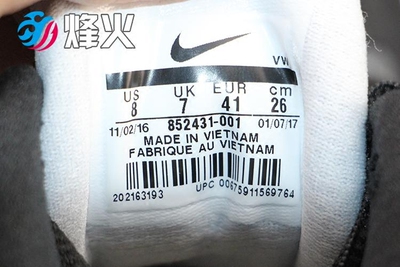 烽火
VW
US UK EUR cm
8 7 41 26
11/02/16 852431-001 01/07/17
MADE IN VIETNAM
FABRIQUE AU VIETNAM
202163193 UPC 00675911569764